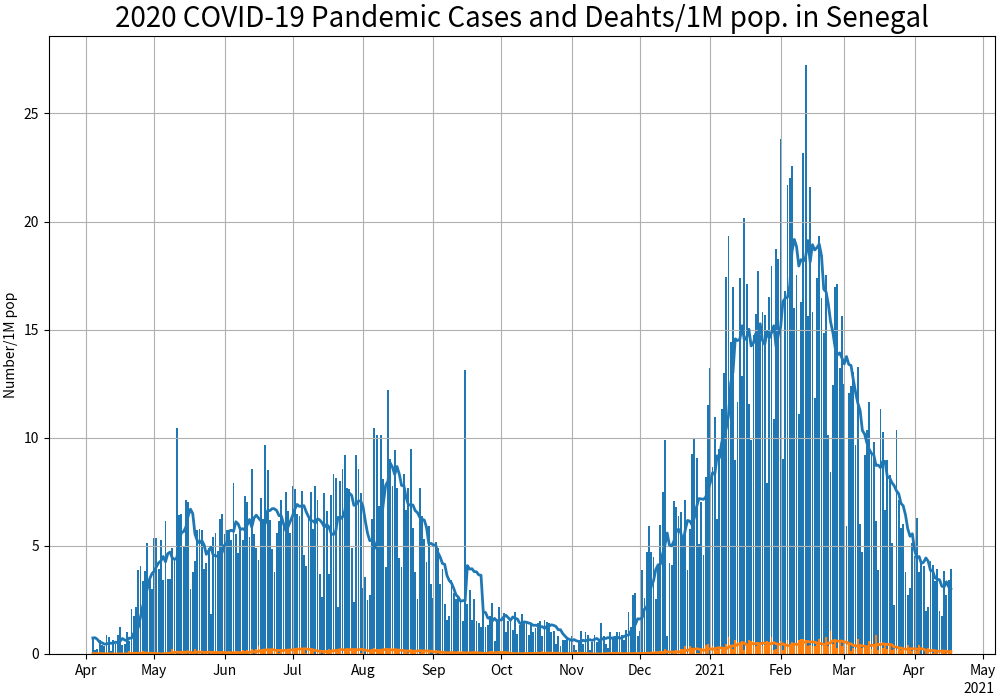 2020 COVID-19 Pandemic Cases and Deahts/1M pop. in Senegal
Number/1M pop
25
20
15
10
5
0
Apr May Jun Jul Aug Sep Oct Nov Dec 2021 Feb Mar Apr May
2021